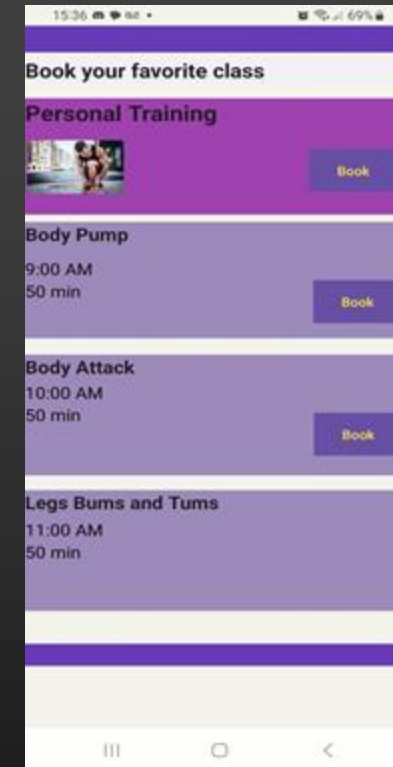 15:36
69%
Book your favorite class
Personal Training
Book
Body Pump
9:00 AM
50 min
Book
Body Attack
10:00 AM
50 min
Book
Legs Bums and Tums
11:00 AM
50 min